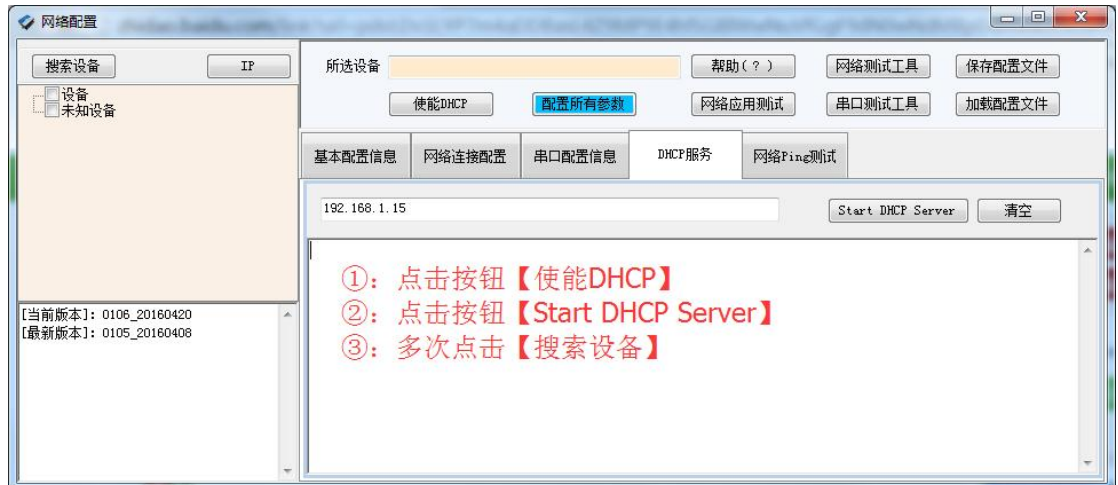 网络配置
搜索设备 IP
设备
未知设备
[当前版本]: 0106_20160420
[最新版本]: 0105_20160408
所选设备 帮助(?) 网络测试工具 保存配置文件
使能DHCP 配置所有参数 网络应用测试 串口测试工具 加载配置文件
基本配置信息 网络连接配置 串口配置信息 DHCP服务 网络Ping测试
192.168.1.15 Start DHCP Server 清空
①：点击按钮【使能DHCP】
②：点击按钮【Start DHCP Server】
③：多次点击【搜索设备】